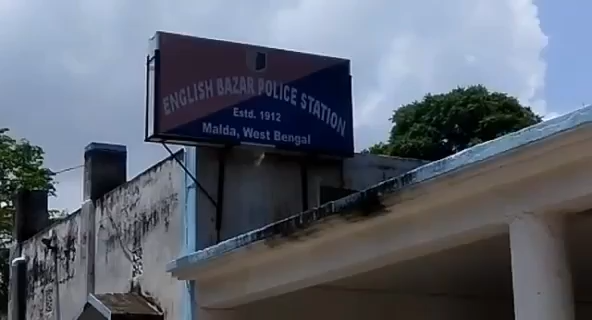 ENGLISH BAZAR POLICE STATION
Estd. 1912
Malda, West Bengal